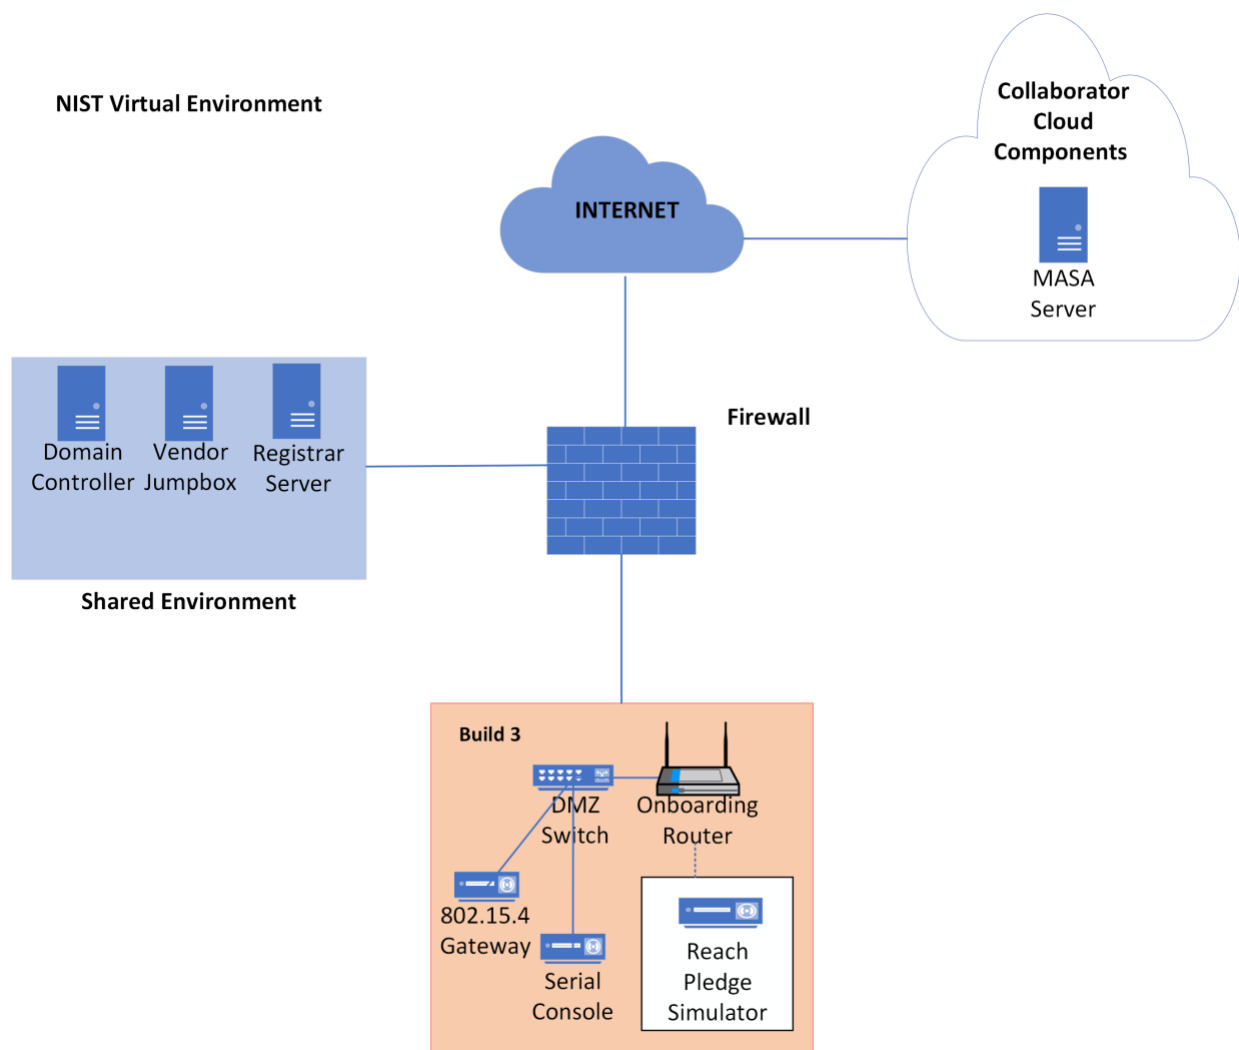 NIST Virtual Environment
Collaborator
Cloud
Components
INTERNET
MASA
Server
Firewall
Domain
Controller
Vendor
Jumpbox
Registrar
Server
Shared Environment
Build 3
DMZ
Switch
Onboarding
Router
802.15.4
Gateway
Serial
Console
Reach
Pledge
Simulator